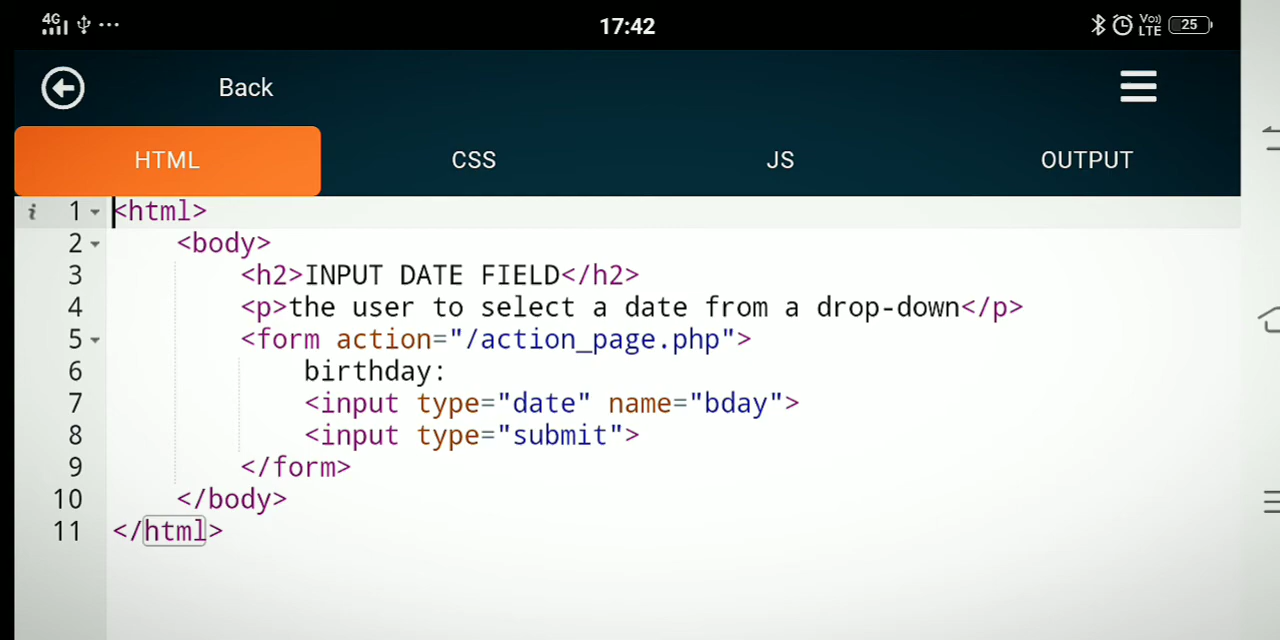 4G 17:42 Vo)) LTE 25
Back
HTML CSS JS OUTPUT
i 1 <html>
2 <body>
3 <h2>INPUT DATE FIELD</h2>
4 <p>the user to select a date from a drop-down</p>
5 <form action="/action_page.php">
6 birthday:
7 <input type="date" name="bday">
8 <input type="submit">
9 </form>
10 </body>
11 </html>